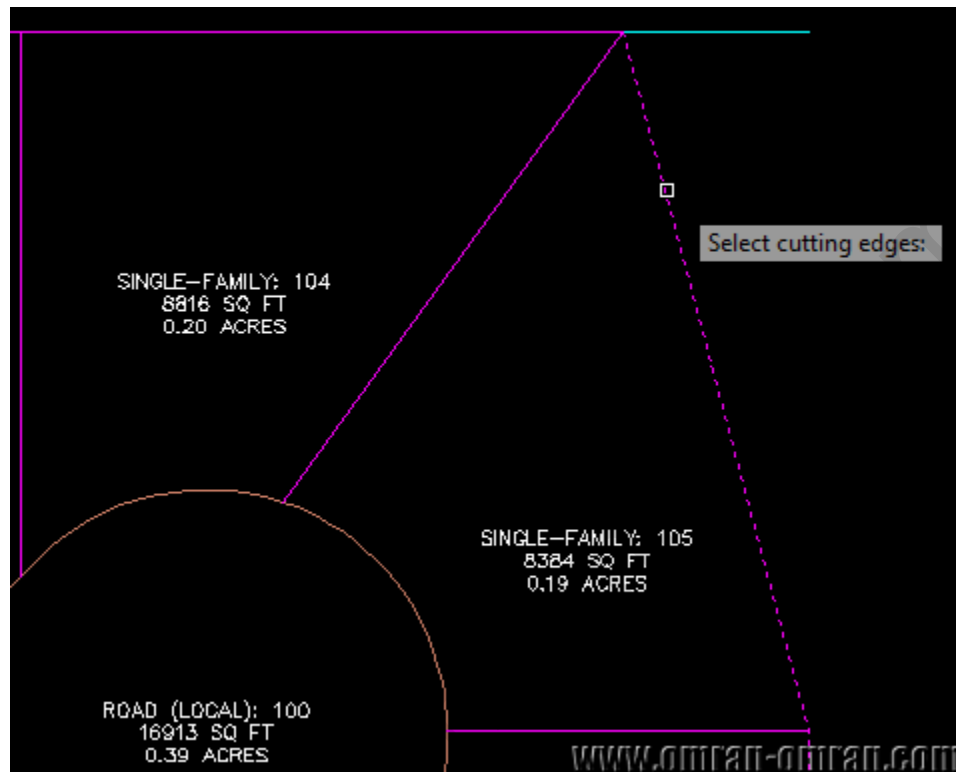 Select cutting edges:
SINGLE-FAMILY: 104
8816 SQ FT
0.20 ACRES
SINGLE-FAMILY: 105
8384 SQ FT
0.19 ACRES
ROAD (LOCAL): 100
16913 SQ FT
0.39 ACRES
www.omran-omran.com